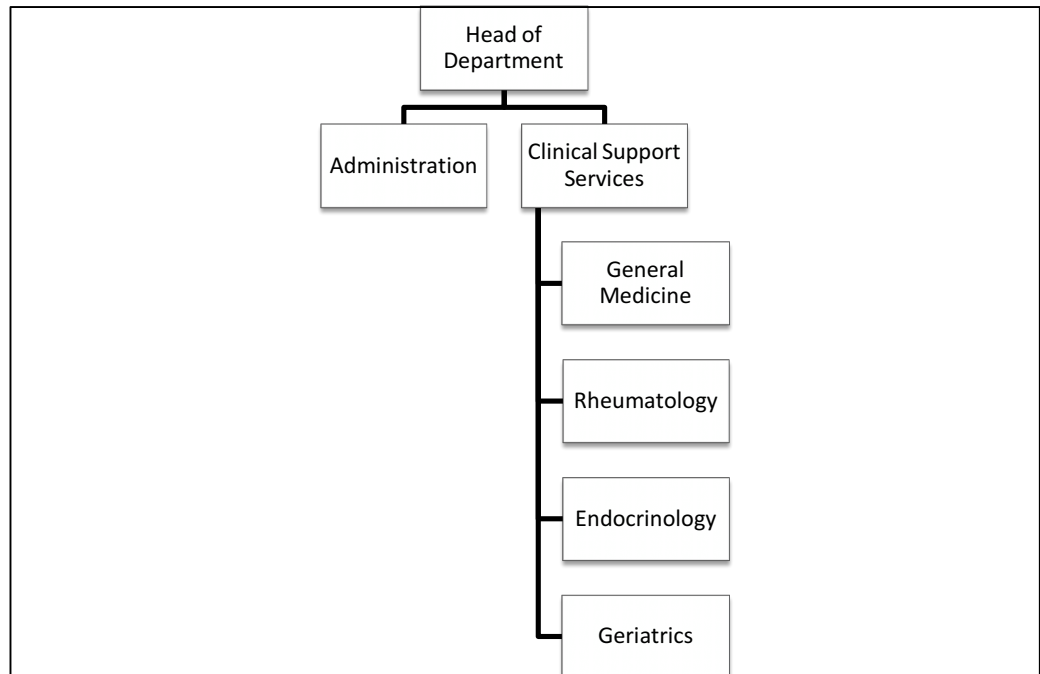 Head of
Department
Administration
Clinical Support
Services
General
Medicine
Rheumatology
Endocrinology
Geriatrics